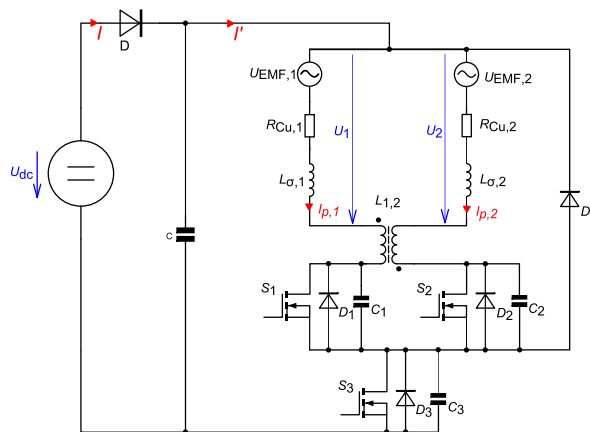 I
D
I'
U_EMF,1
U_EMF,2
R_Cu,1
U_1
U_2
R_Cu,2
U_dc
L_σ,1
L_σ,2
D
I_p,1
L_1,2
I_p,2
C
S_1
D_1
C_1
S_2
D_2
C_2
S_3
D_3
C_3